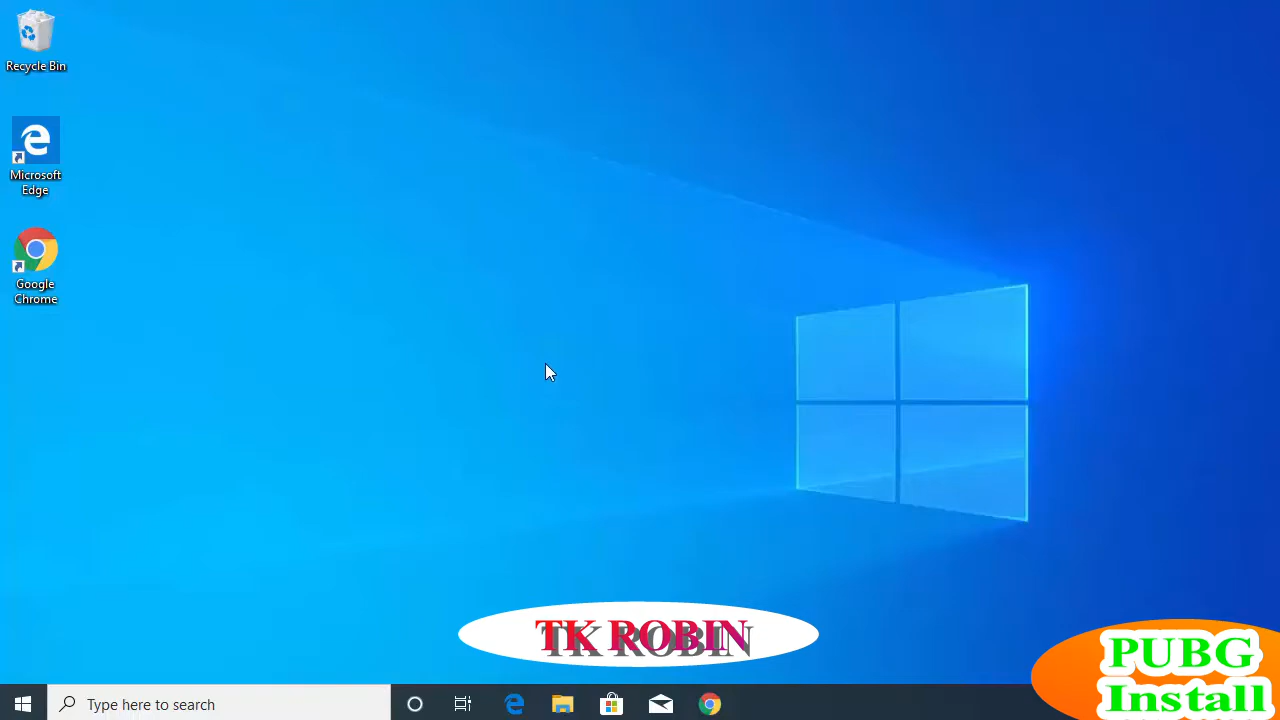 Recycle Bin
Microsoft
Edge
Google
Chrome
TK ROBIN
PUBG
Install
Type here to search